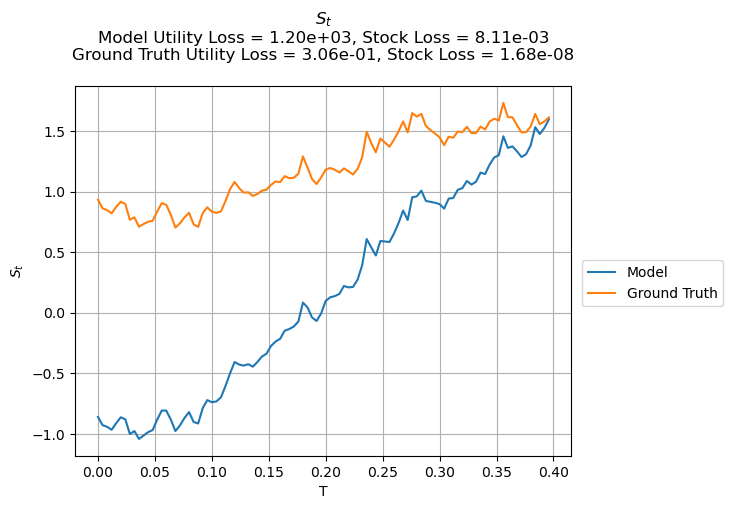 S_t
Model Utility Loss = 1.20e+03, Stock Loss = 8.11e-03
Ground Truth Utility Loss = 3.06e-01, Stock Loss = 1.68e-08
1.5
1.0
0.5
0.0
−0.5
−1.0
S_t
0.00 0.05 0.10 0.15 0.20 0.25 0.30 0.35 0.40
T
Model
Ground Truth